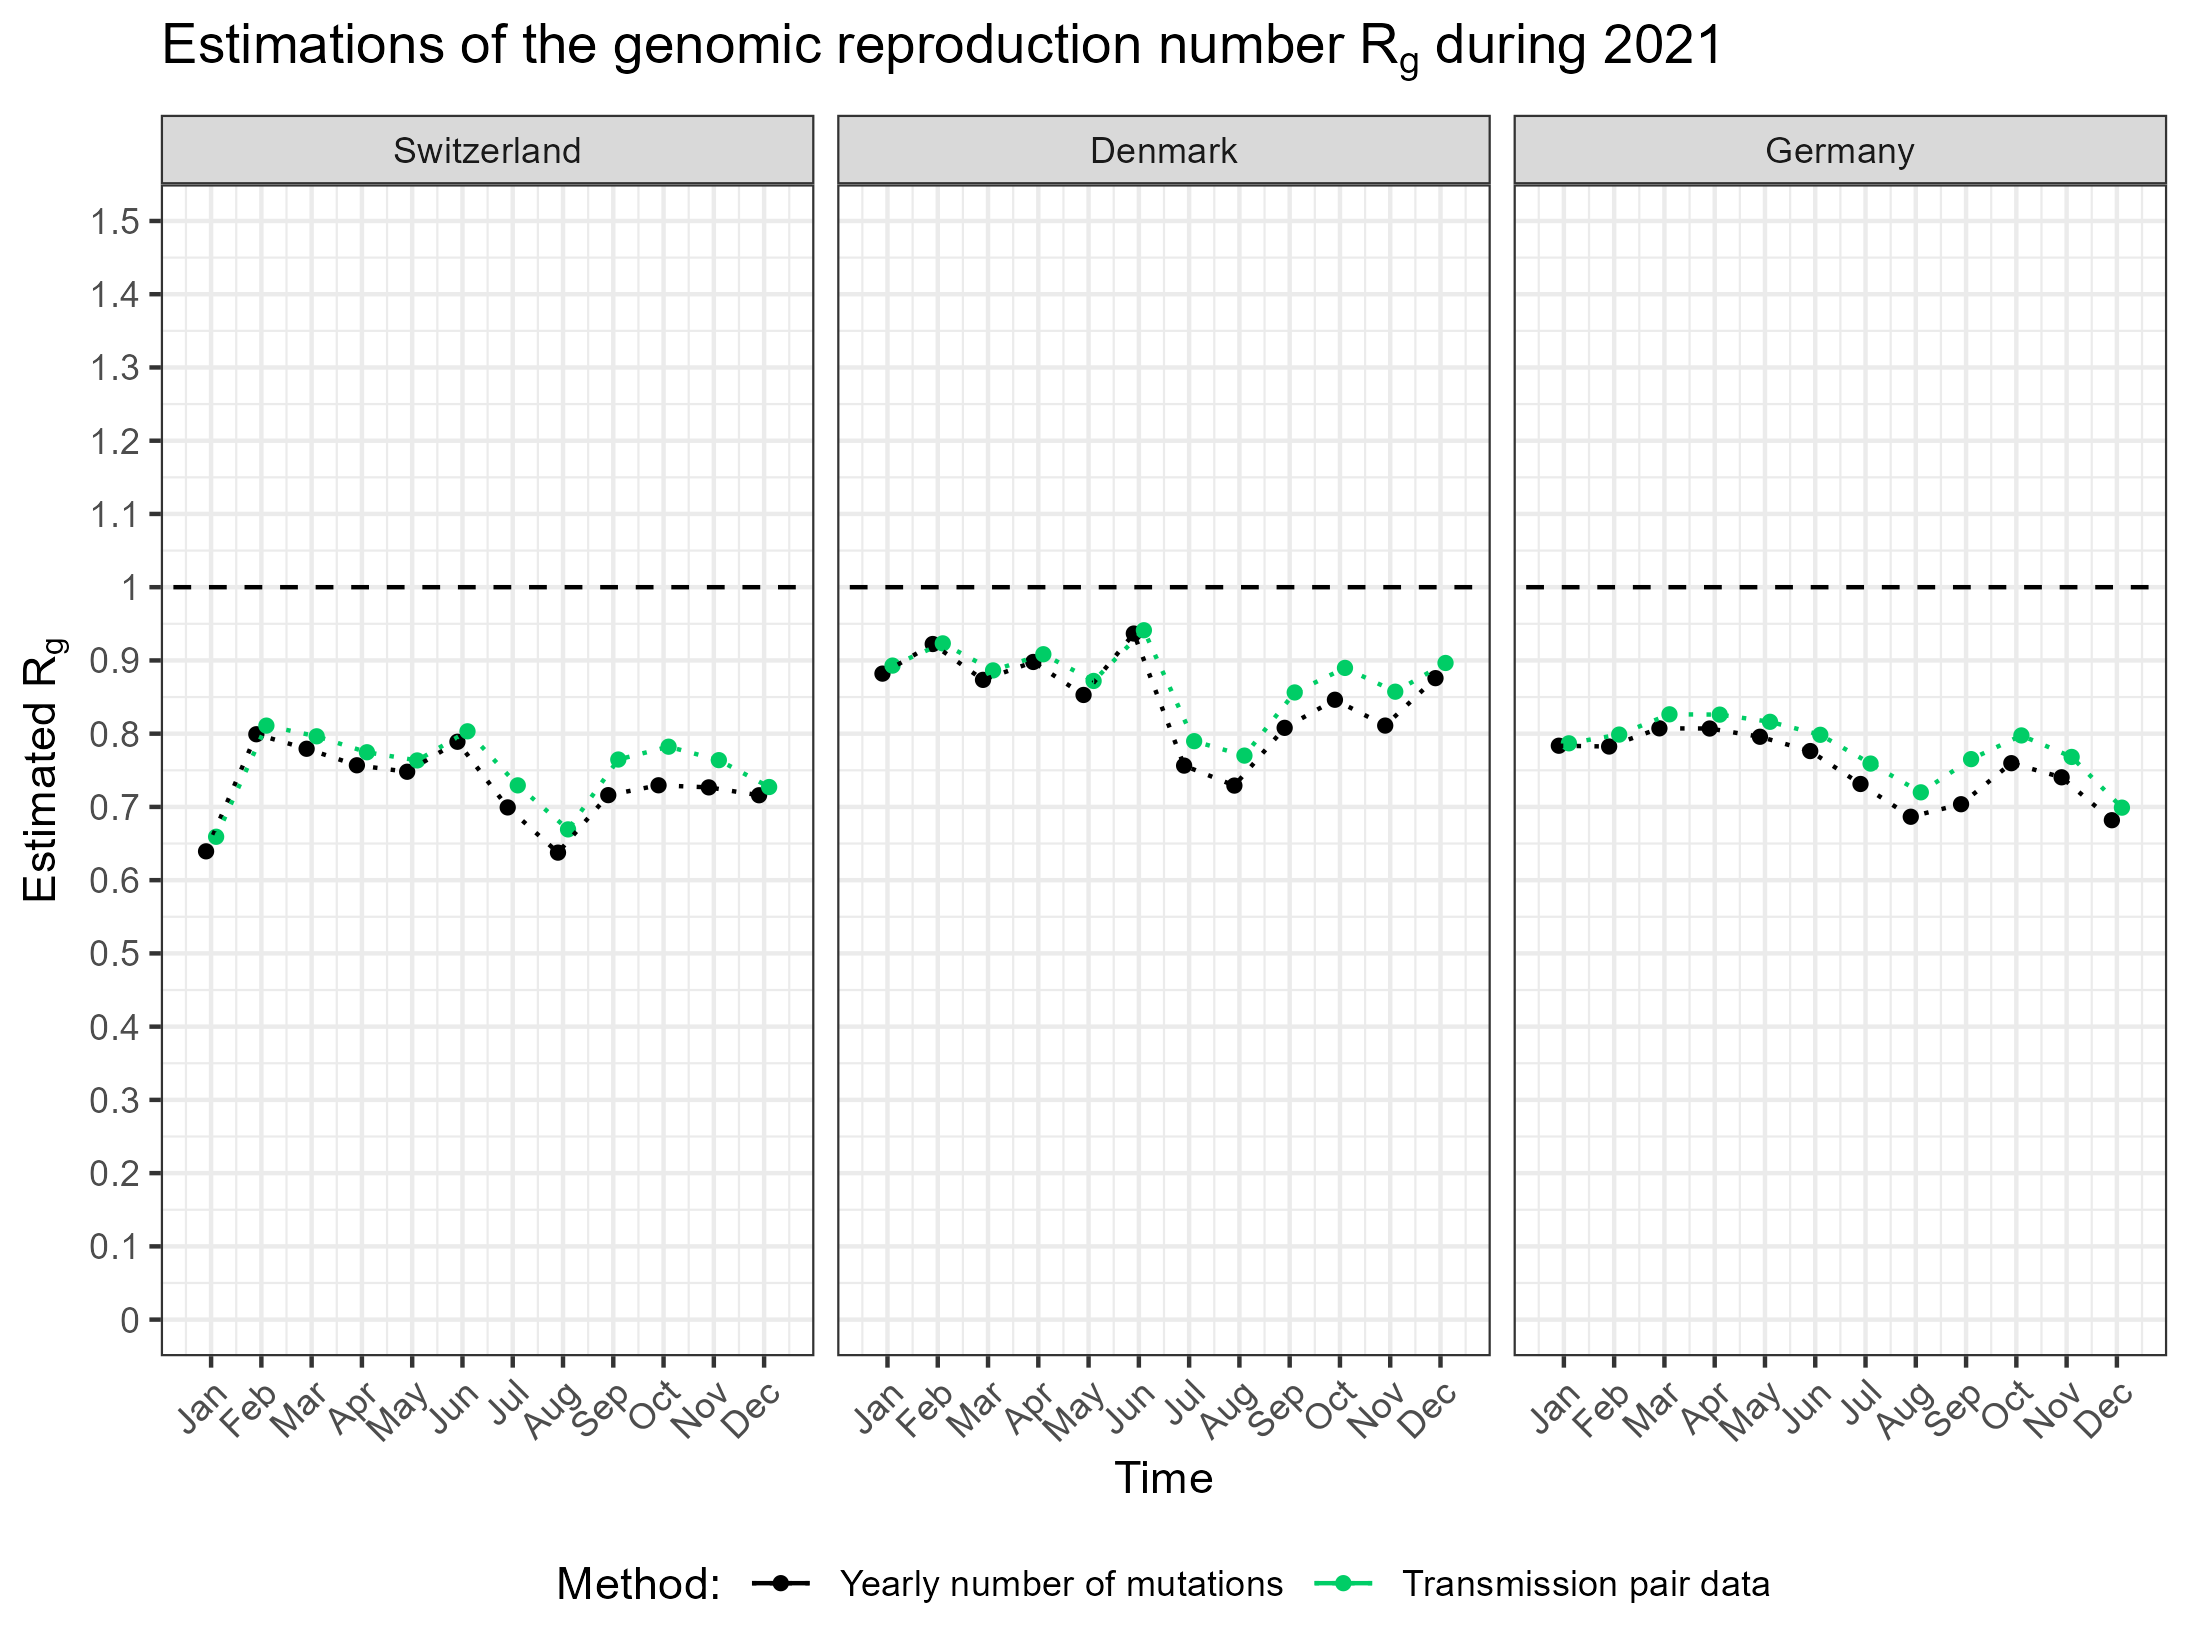 Estimations of the genomic reproduction number Rg during 2021
Switzerland
Denmark
Germany
Estimated Rg
1.5
1.4
1.3
1.2
1.1
1
0.9
0.8
0.7
0.6
0.5
0.4
0.3
0.2
0.1
0
Jan Feb Mar Apr May Jun Jul Aug Sep Oct Nov Dec
Jan Feb Mar Apr May Jun Jul Aug Sep Oct Nov Dec
Jan Feb Mar Apr May Jun Jul Aug Sep Oct Nov Dec
Time
Method: Yearly number of mutations Transmission pair data